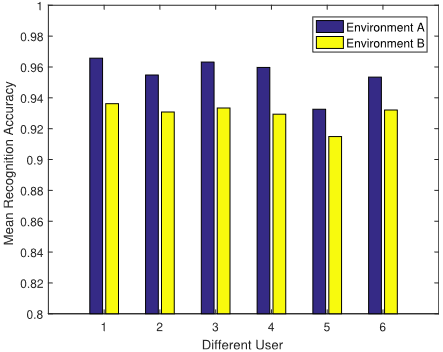 1
0.98
0.96
0.94
0.92
0.9
0.88
0.86
0.84
0.82
0.8
Mean Recognition Accuracy
Environment A
Environment B
1 2 3 4 5 6
Different User